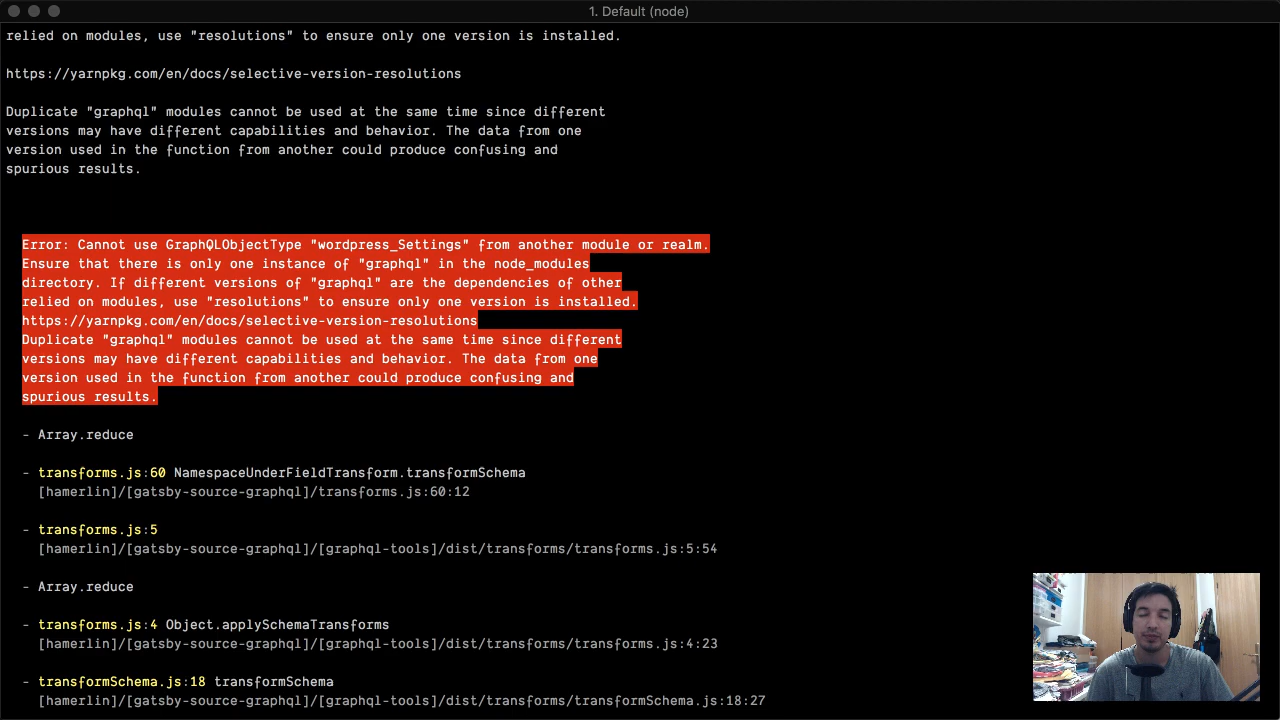 1. Default (node)
relied on modules, use "resolutions" to ensure only one version is installed.
https://yarnpkg.com/en/docs/selective-version-resolutions
Duplicate "graphql" modules cannot be used at the same time since different
versions may have different capabilities and behavior. The data from one
version used in the function from another could produce confusing and
spurious results.
Error: Cannot use GraphQLObjectType "wordpress_Settings" from another module or realm.
Ensure that there is only one instance of "graphql" in the node_modules
directory. If different versions of "graphql" are the dependencies of other
relied on modules, use "resolutions" to ensure only one version is installed.
https://yarnpkg.com/en/docs/selective-version-resolutions
Duplicate "graphql" modules cannot be used at the same time since different
versions may have different capabilities and behavior. The data from one
version used in the function from another could produce confusing and
spurious results.
- Array.reduce
- transforms.js:60 NamespaceUnderFieldTransform.transformSchema
[hamerlin]/[gatsby-source-graphql]/transforms.js:60:12
- transforms.js:5
[hamerlin]/[gatsby-source-graphql]/[graphql-tools]/dist/transforms/transforms.js:5:54
- Array.reduce
- transforms.js:4 Object.applySchemaTransforms
[hamerlin]/[gatsby-source-graphql]/[graphql-tools]/dist/transforms/transforms.js:4:23
- transformSchema.js:18 transformSchema
[hamerlin]/[gatsby-source-graphql]/[graphql-tools]/dist/transforms/transformSchema.js:18:27